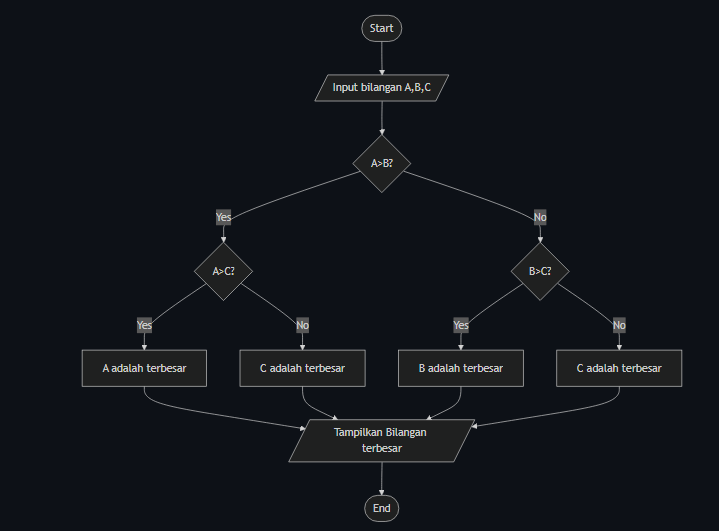 Start
Input bilangan A,B,C
A>B?
Yes
No
A>C?
B>C?
Yes
No
Yes
No
A adalah terbesar
C adalah terbesar
B adalah terbesar
C adalah terbesar
Tampilkan Bilangan
terbesar
End